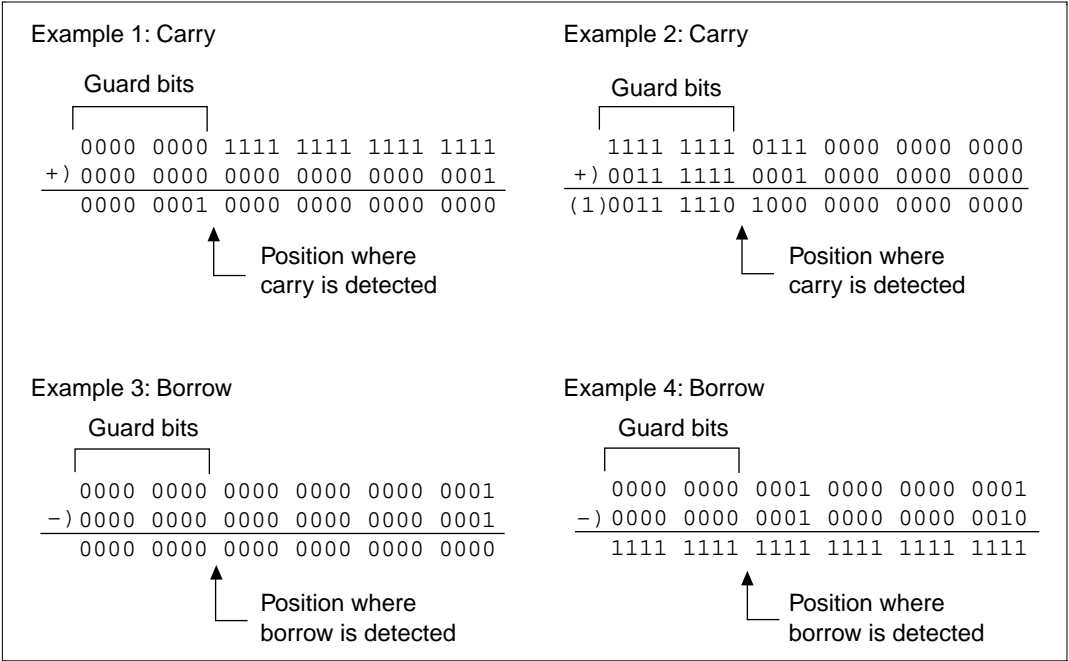 Example 1: Carry
Guard bits
0000 0000 1111 1111 1111 1111
+) 0000 0000 0000 0000 0000 0001
0000 0001 0000 0000 0000 0000
Position where
carry is detected
Example 2: Carry
Guard bits
1111 1111 0111 0000 0000 0000
+) 0011 1111 0001 0000 0000 0000
(1)0011 1110 1000 0000 0000 0000
Position where
carry is detected
Example 3: Borrow
Guard bits
0000 0000 0000 0000 0000 0001
−) 0000 0000 0000 0000 0000 0001
0000 0000 0000 0000 0000 0000
Position where
borrow is detected
Example 4: Borrow
Guard bits
0000 0000 0001 0000 0000 0001
−) 0000 0000 0001 0000 0000 0010
1111 1111 1111 1111 1111 1111
Position where
borrow is detected